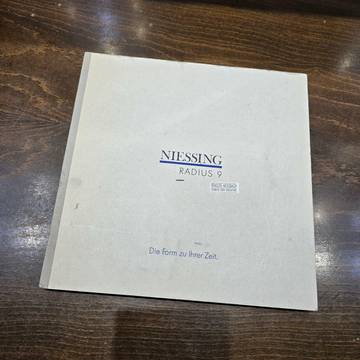 NIESSING
RADIUS 9
Die Form zu Ihrer Zeit.